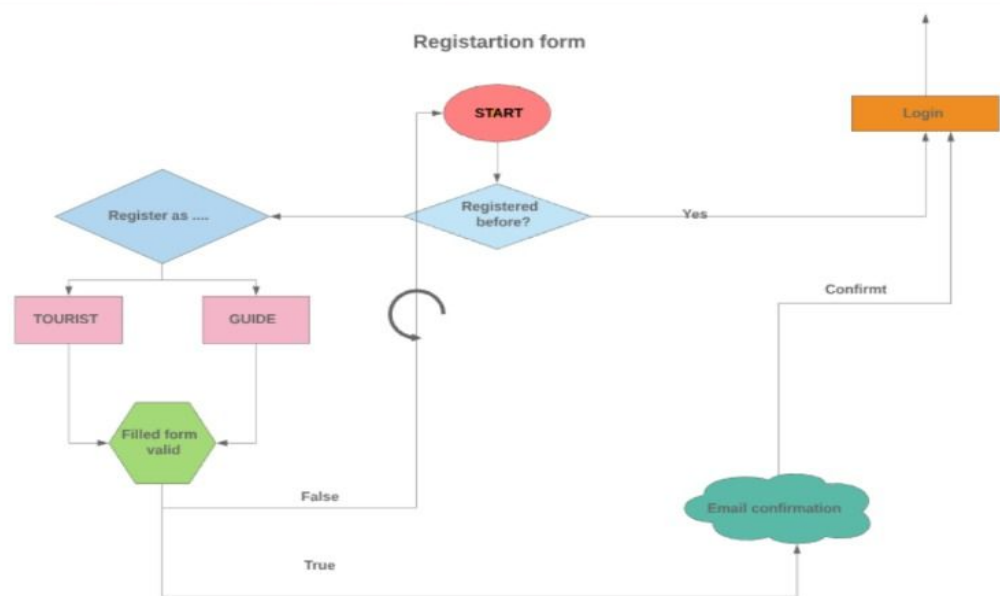 Registartion form
START
Login
Register as ....
Registered
before?
Yes
Confirmt
TOURIST
GUIDE
Filled form
valid
False
Email confirmation
True